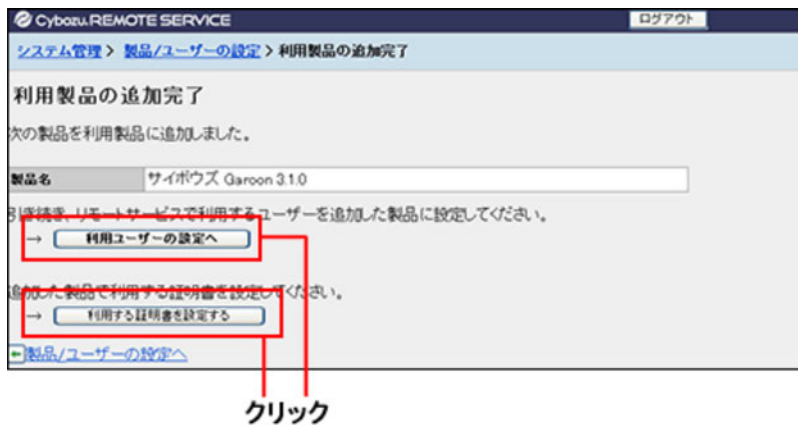 Cybozu.REMOTE SERVICE ログアウト
システム管理 > 製品/ユーザーの設定 > 利用製品の追加完了
利用製品の追加完了
次の製品を利用製品に追加しました。
製品名 サイボウズ Garoon 3.1.0
引き続き、リモートサービスで利用するユーザーを追加した製品に設定してください。
→ 利用ユーザーの設定へ
追加した製品で利用する証明書を設定してください。
→ 利用する証明書を設定する
製品/ユーザーの設定へ
クリック